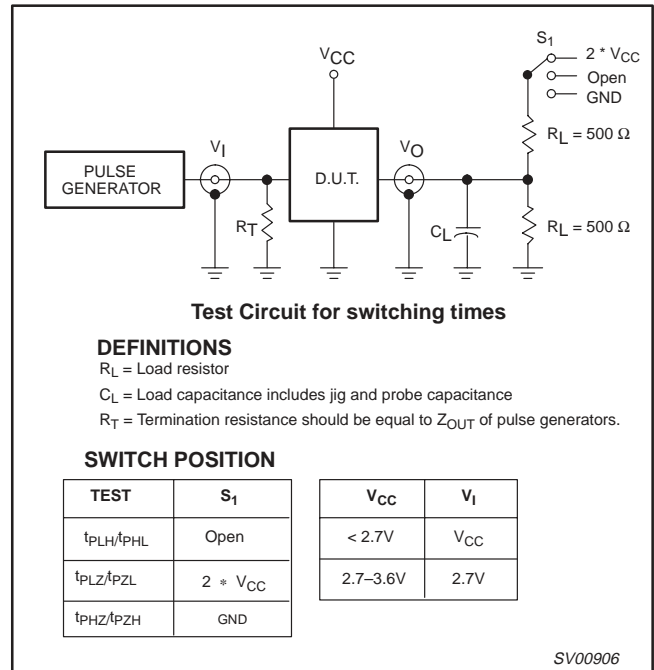 S1
2 * VCC
Open
GND
VCC
RL = 500 Ω
VI
VO
PULSE
GENERATOR
D.U.T.
RT
CL
RL = 500 Ω
Test Circuit for switching times
DEFINITIONS
RL = Load resistor
CL = Load capacitance includes jig and probe capacitance
RT = Termination resistance should be equal to ZOUT of pulse generators.
SWITCH POSITION
TEST S1
tPLH/tPHL Open
tPLZ/tPZL 2 * VCC
tPHZ/tPZH GND
VCC VI
< 2.7V VCC
2.7–3.6V 2.7V
SV00906